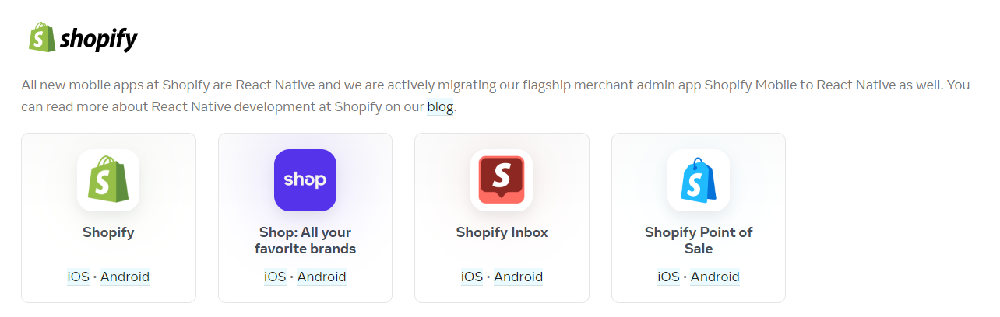 shopify
All new mobile apps at Shopify are React Native and we are actively migrating our flagship merchant admin app Shopify Mobile to React Native as well. You
can read more about React Native development at Shopify on our blog.
shop
Shopify
Shop: All your
favorite brands
Shopify Inbox
Shopify Point of
Sale
iOS • Android
iOS • Android
iOS • Android
iOS • Android